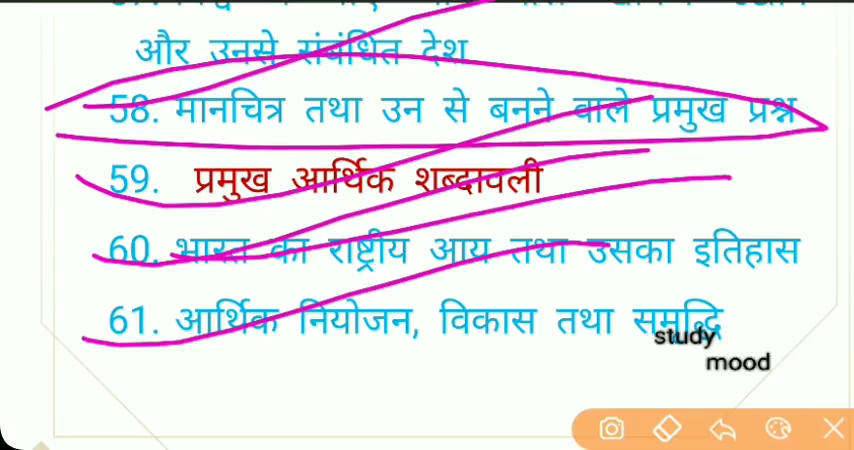 और उनसे संबंधित देश
58. मानचित्र तथा उन से बनने वाले प्रमुख प्रश्न
59. प्रमुख आर्थिक शब्दावली
60. भारत का राष्ट्रीय आय तथा उसका इतिहास
61. आर्थिक नियोजन, विकास तथा समृद्धि
study
mood